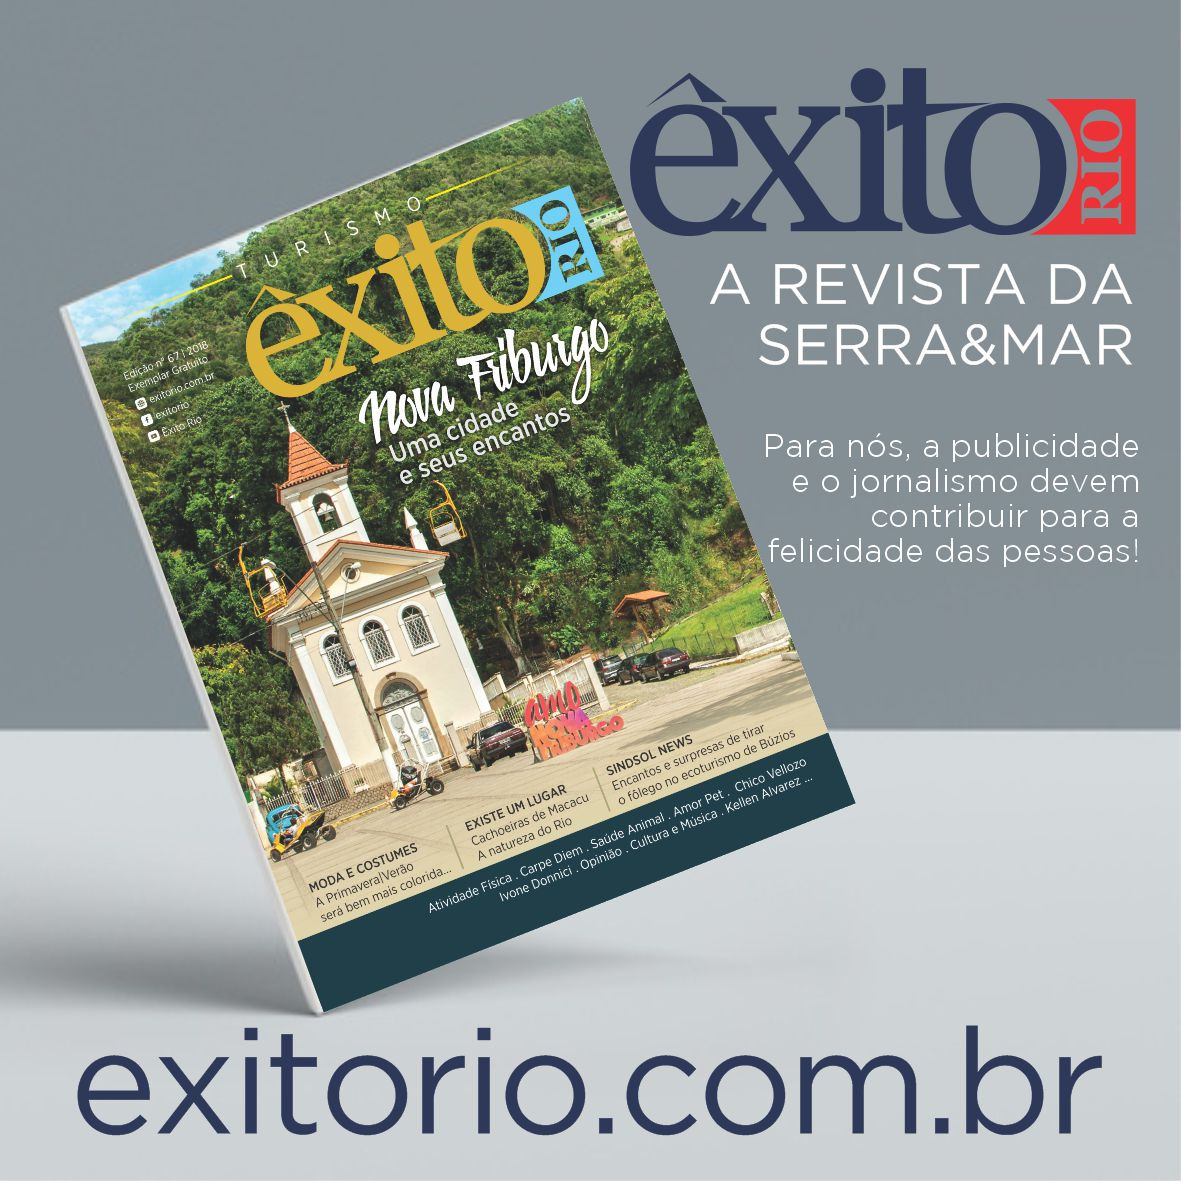 êxito RIO
A REVISTA DA
SERRA&MAR
Para nós, a publicidade
e o jornalismo devem
contribuir para a
felicidade das pessoas!
TURISMO
êxito RIO
Edição nº 67 | 2018
Exemplar Gratuito
exitorio.com.br
exitorio
Êxito Rio
Nova Friburgo
Uma cidade
e seus encantos
amo
NOVA
FRIBURGO
MODA E COSTUMES
A Primavera|Verão
será bem mais colorida...
EXISTE UM LUGAR
Cachoeiras de Macacu
A natureza do Rio
SINDSOL NEWS
Encantos e surpresas de tirar
o fôlego no ecoturismo de Búzios
Atividade Física . Carpe Diem . Saúde Animal . Amor Pet . Chico Vellozo
Ivone Donnici . Opinião . Cultura e Música . Kellen Alvarez ...
exitorio.com.br